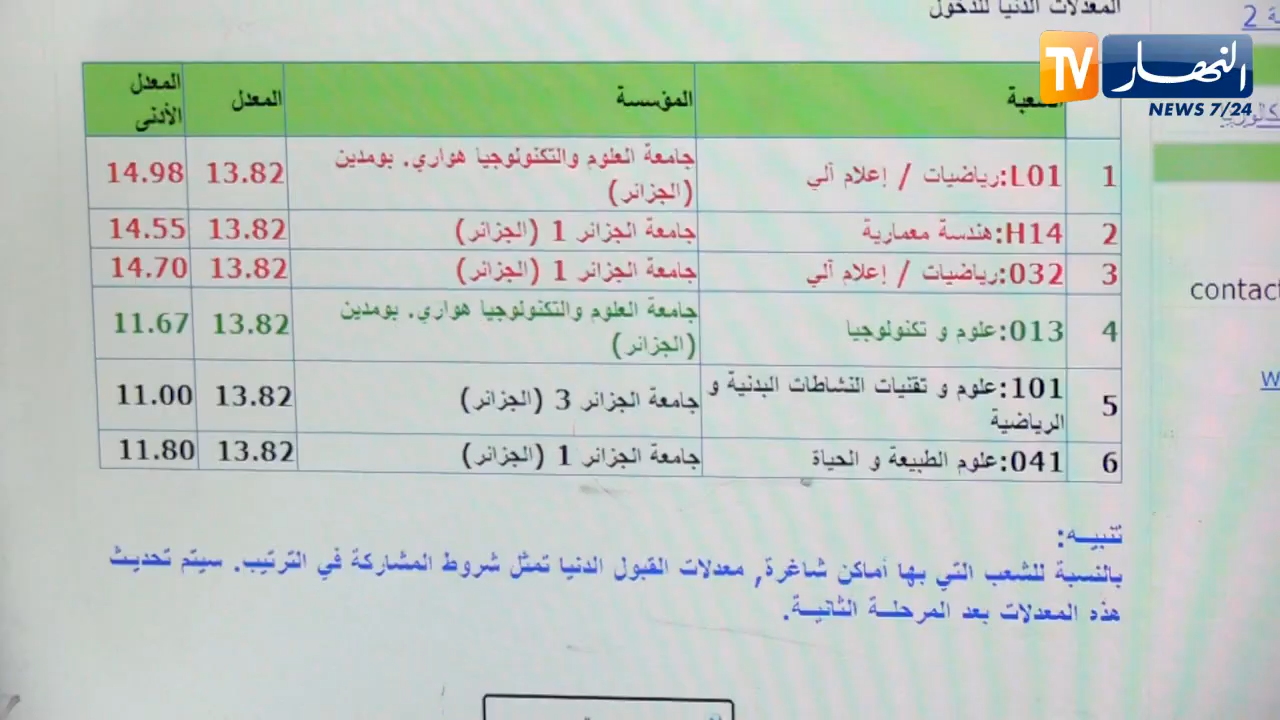 المعدلات الدنيا للدخول
النهار TV
NEWS 7/24
المؤسسة المعدل المعدل الأدنى
1 L01:رياضيات / إعلام آلي جامعة العلوم والتكنولوجيا هواري. بومدين (الجزائر) 13.82 14.98
2 H14:هندسة معمارية جامعة الجزائر 1 (الجزائر) 13.82 14.55
3 032:رياضيات / إعلام آلي جامعة الجزائر 1 (الجزائر) 13.82 14.70
4 013:علوم و تكنولوجيا جامعة العلوم والتكنولوجيا هواري. بومدين (الجزائر) 13.82 11.67
5 101:علوم و تقنيات النشاطات البدنية و الرياضية جامعة الجزائر 3 (الجزائر) 13.82 11.00
6 041:علوم الطبيعة و الحياة جامعة الجزائر 1 (الجزائر) 13.82 11.80
تنبيـــه:
بالنسبة للشعب التي بها أماكن شاغرة, معدلات القبول الدنيا تمثل شروط المشاركة في الترتيب. سيتم تحديـث
هذه المعدلات بعد المرحلـــة الثانيـــة.
contact